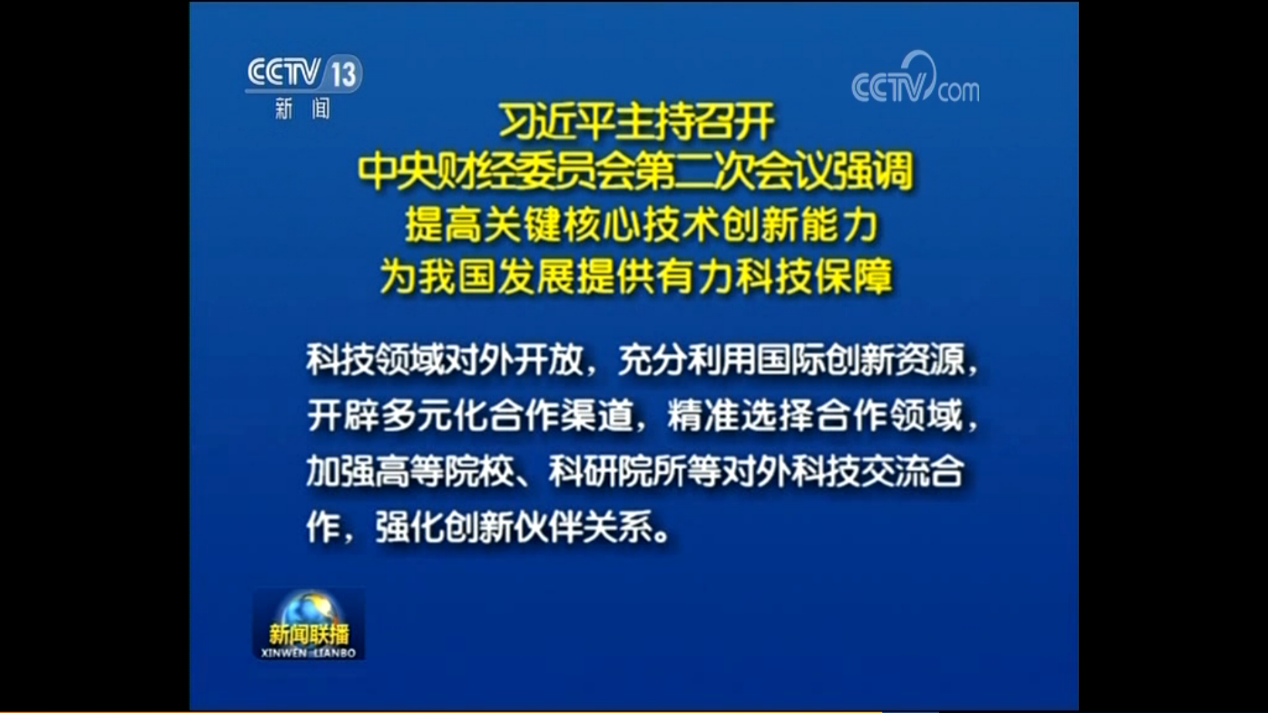 CCTV 13
新闻
CCTV.com
习近平主持召开
中央财经委员会第二次会议强调
提高关键核心技术创新能力
为我国发展提供有力科技保障
科技领域对外开放，充分利用国际创新资源，
开辟多元化合作渠道，精准选择合作领域，
加强高等院校、科研院所等对外科技交流合
作，强化创新伙伴关系。
新闻联播
XINWEN LIANBO